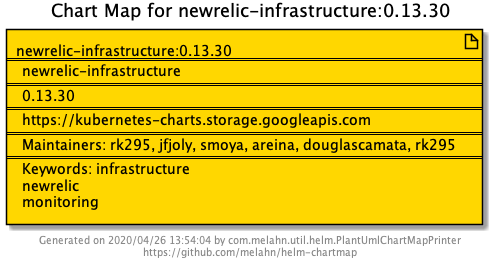 Chart Map for newrelic-infrastructure:0.13.30
newrelic-infrastructure:0.13.30
newrelic-infrastructure
0.13.30
https://kubernetes-charts.storage.googleapis.com
Maintainers: rk295, jfjoly, smoya, areina, douglascamata, rk295
Keywords: infrastructure
newrelic
monitoring
Generated on 2020/04/26 13:54:04 by com.melahn.util.helm.PlantUmlChartMapPrinter
https://github.com/melahn/helm-chartmap